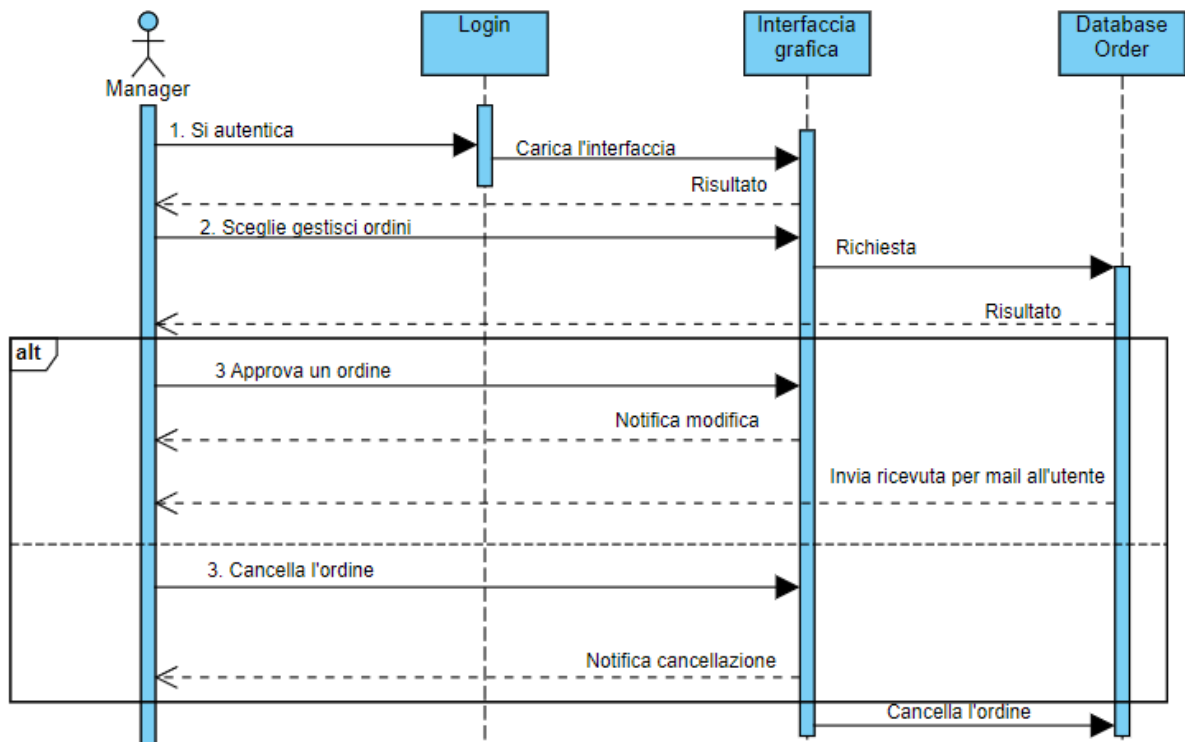 Manager
Login
Interfaccia
grafica
Database
Order
1. Si autentica
Carica l'interfaccia
Risultato
2. Sceglie gestisci ordini
Richiesta
Risultato
alt
3 Approva un ordine
Notifica modifica
Invia ricevuta per mail all'utente
3. Cancella l'ordine
Notifica cancellazione
Cancella l'ordine